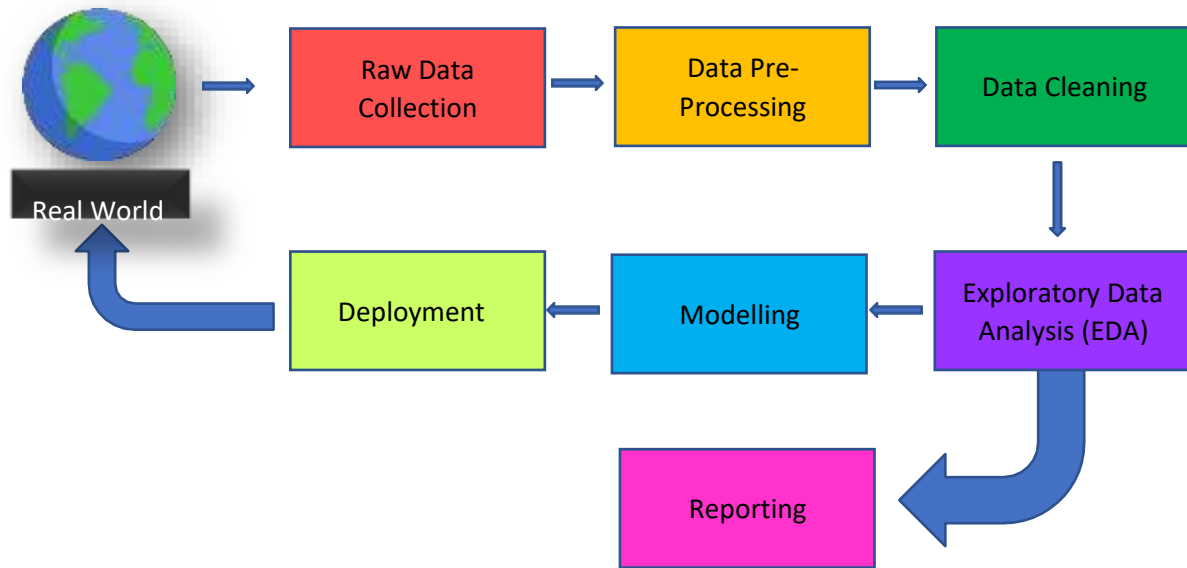 Raw Data
Collection
Data Pre-
Processing
Data Cleaning
Real World
Deployment
Modelling
Exploratory Data
Analysis (EDA)
Reporting